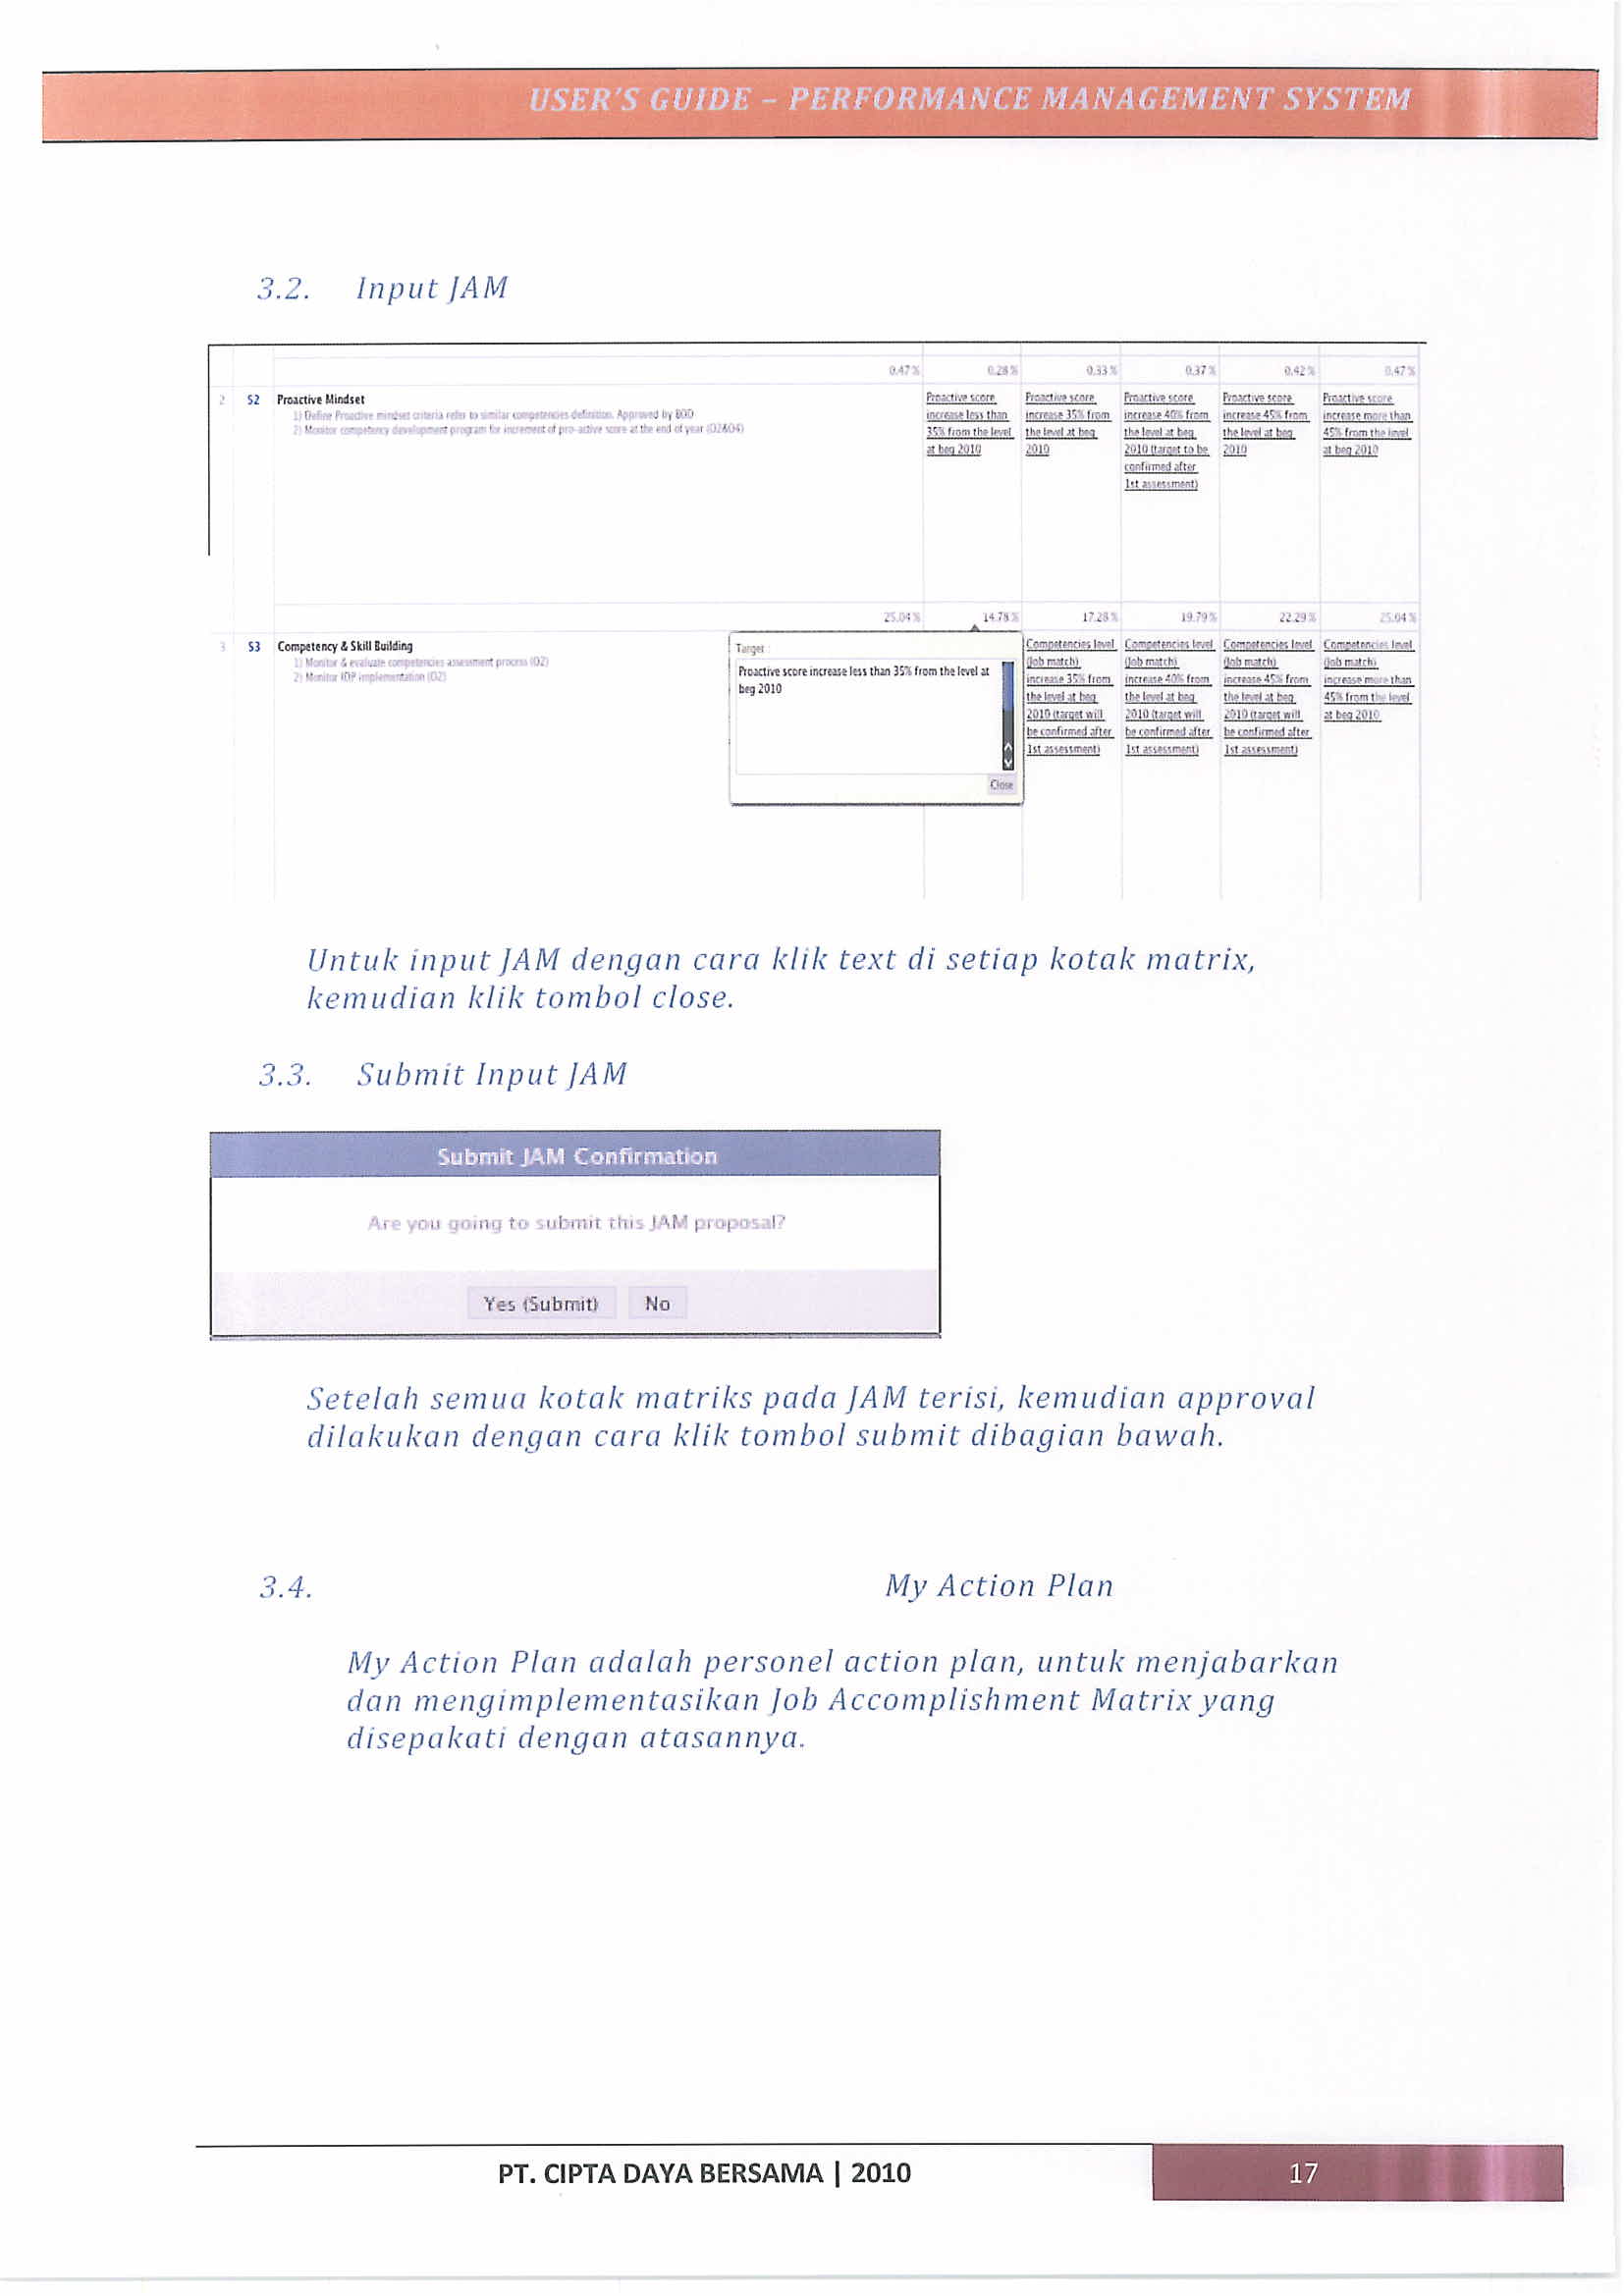 USER'S GUIDE – PERFORMANCE MANAGEMENT SYSTEM
3.2. Input JAM
0.47% 0.28% 0.33% 0.37% 0.42% 0.47%
2 S2 Proactive Mindset
1) Define Proactive mindset criteria refer to similar competencies definition. Approved by BOD
2) Monitor competency development program for increment of pro-active score at the end of year (O2&O4)
Proactive score
increase less than
35% from the level
at beg 2010
Proactive score
increase 35% from
the level at beg
2010
Proactive score
increase 40% from
the level at beg
2010 (target to be
confirmed after
1st assessment)
Proactive score
increase 45% from
the level at beg
2010
Proactive score
increase more than
45% from the level
at beg 2010
25.04% 14.78% 17.28% 19.79% 22.29% 25.04%
3 S3 Competency & Skill Building
1) Monitor & evaluate competencies assessment process (O2)
2) Monitor IDP implementation (O2)
Target :
Proactive score increase less than 35% from the level at
beg 2010
Close
Competencies level
(Job match)
increase 35% from
the level at beg
2010 (target will
be confirmed after
1st assessment)
Competencies level
(Job match)
increase 40% from
the level at beg
2010 (target will
be confirmed after
1st assessment)
Competencies level
(Job match)
increase 45% from
the level at beg
2010 (target will
be confirmed after
1st assessment)
Competencies level
(Job match)
increase more than
45% from the level
at beg 2010
Untuk input JAM dengan cara klik text di setiap kotak matrix,
kemudian klik tombol close.
3.3. Submit Input JAM
Submit JAM Confirmation
Are you going to submit this JAM proposal?
Yes (Submit) No
Setelah semua kotak matriks pada JAM terisi, kemudian approval
dilakukan dengan cara klik tombol submit dibagian bawah.
3.4. My Action Plan
My Action Plan adalah personel action plan, untuk menjabarkan
dan mengimplementasikan Job Accomplishment Matrix yang
disepakati dengan atasannya.
PT. CIPTA DAYA BERSAMA | 2010
17